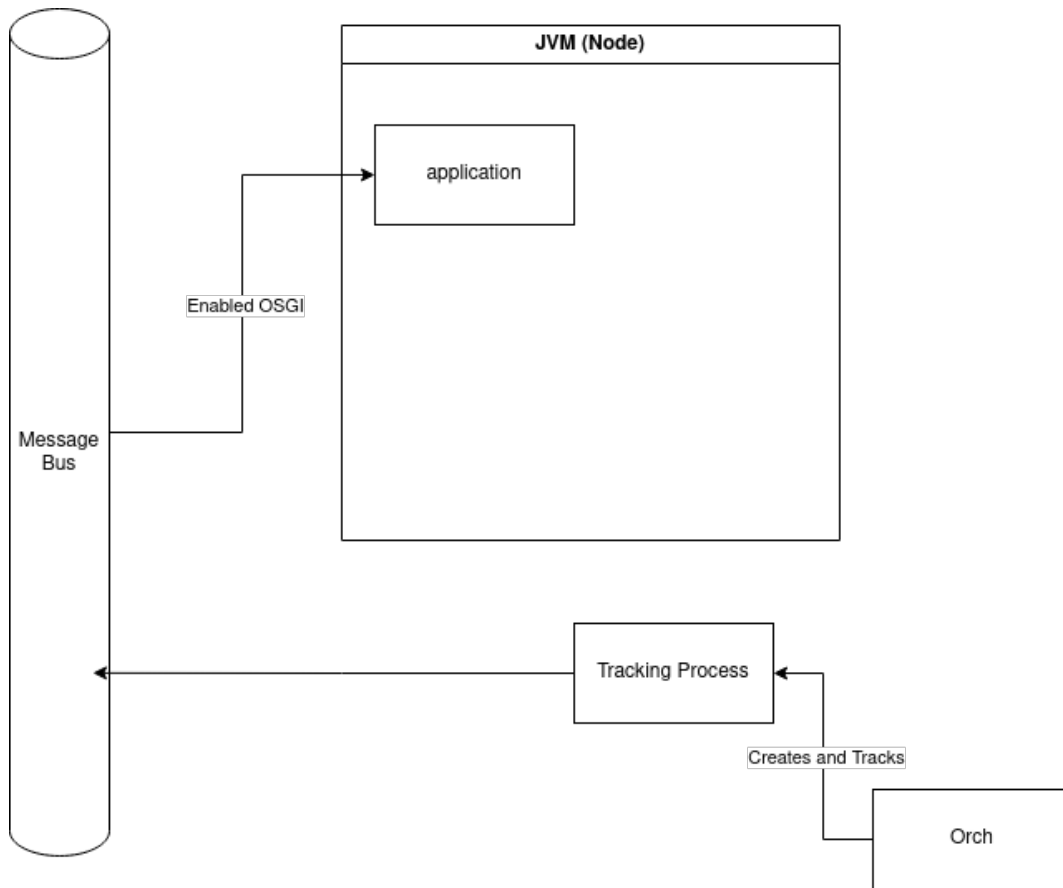 JVM (Node)
application
Enabled OSGI
Message
Bus
Tracking Process
Creates and Tracks
Orch